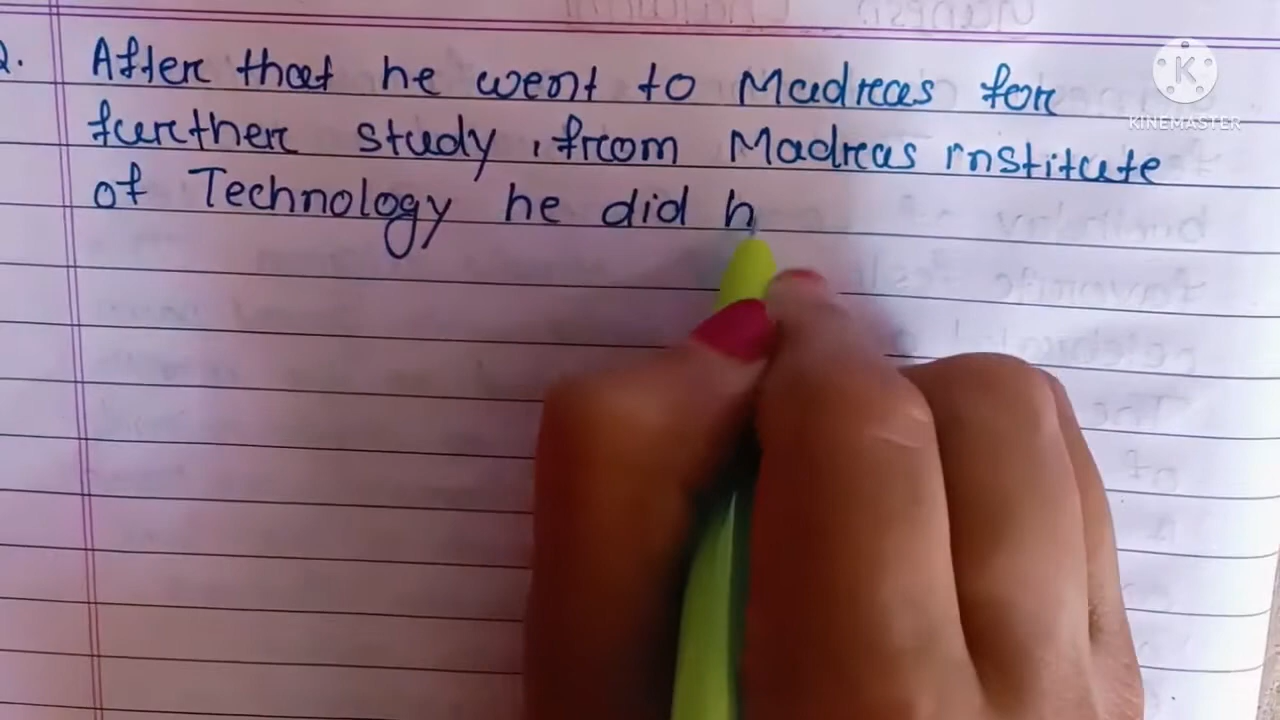 2. After that he went to Madras for
further study, from Madras institute
of Technology he did h
KINEMASTER